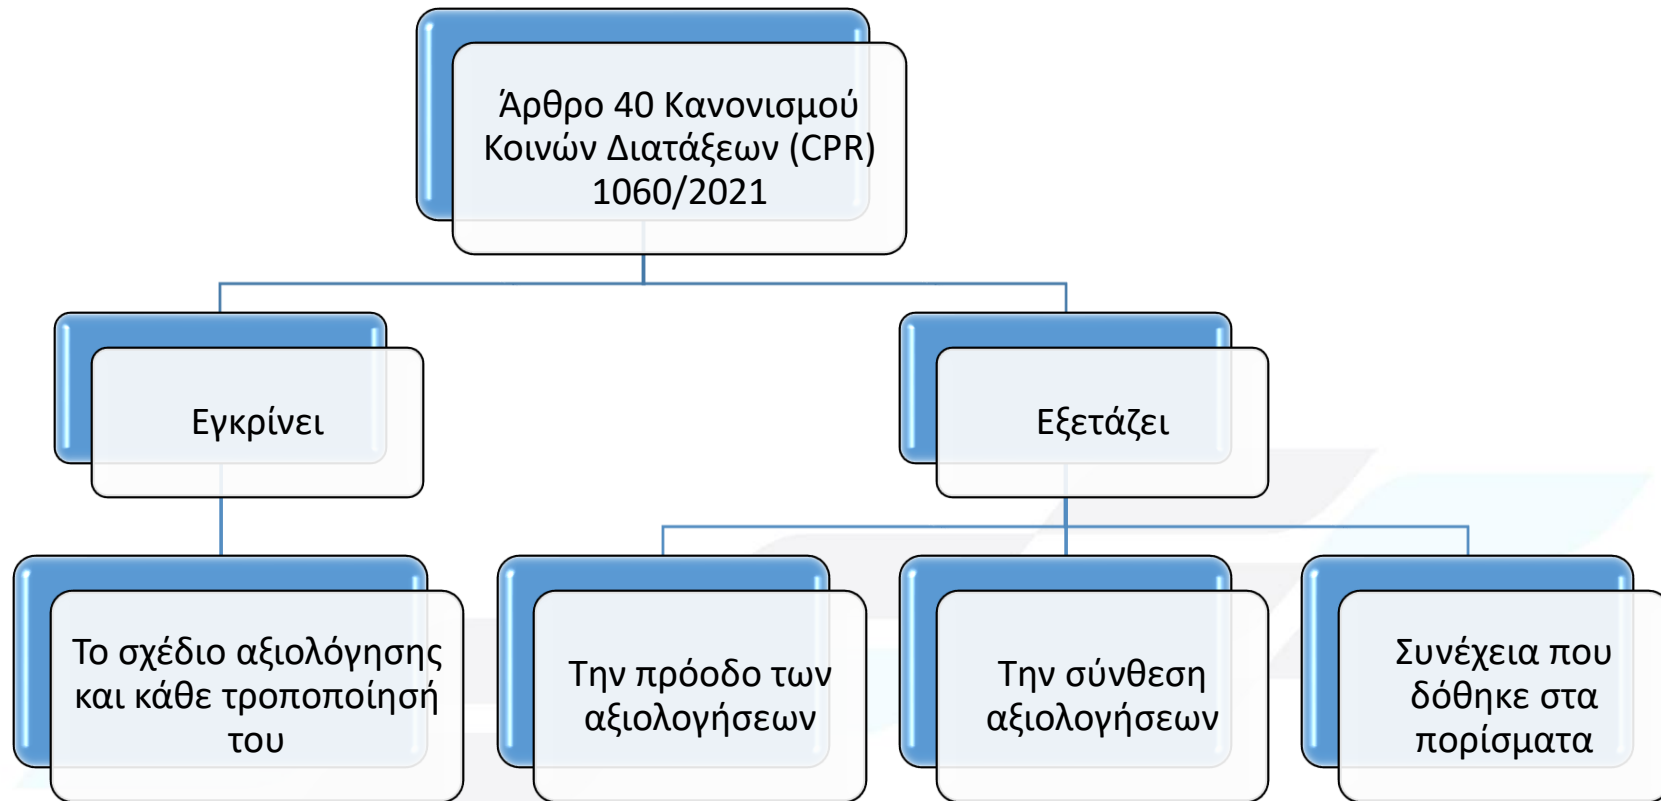 Άρθρο 40 Κανονισμού
Κοινών Διατάξεων (CPR)
1060/2021
Εγκρίνει
Εξετάζει
Το σχέδιο αξιολόγησης
και κάθε τροποποίησή
του
Την πρόοδο των
αξιολογήσεων
Την σύνθεση
αξιολογήσεων
Συνέχεια που
δόθηκε στα
πορίσματα